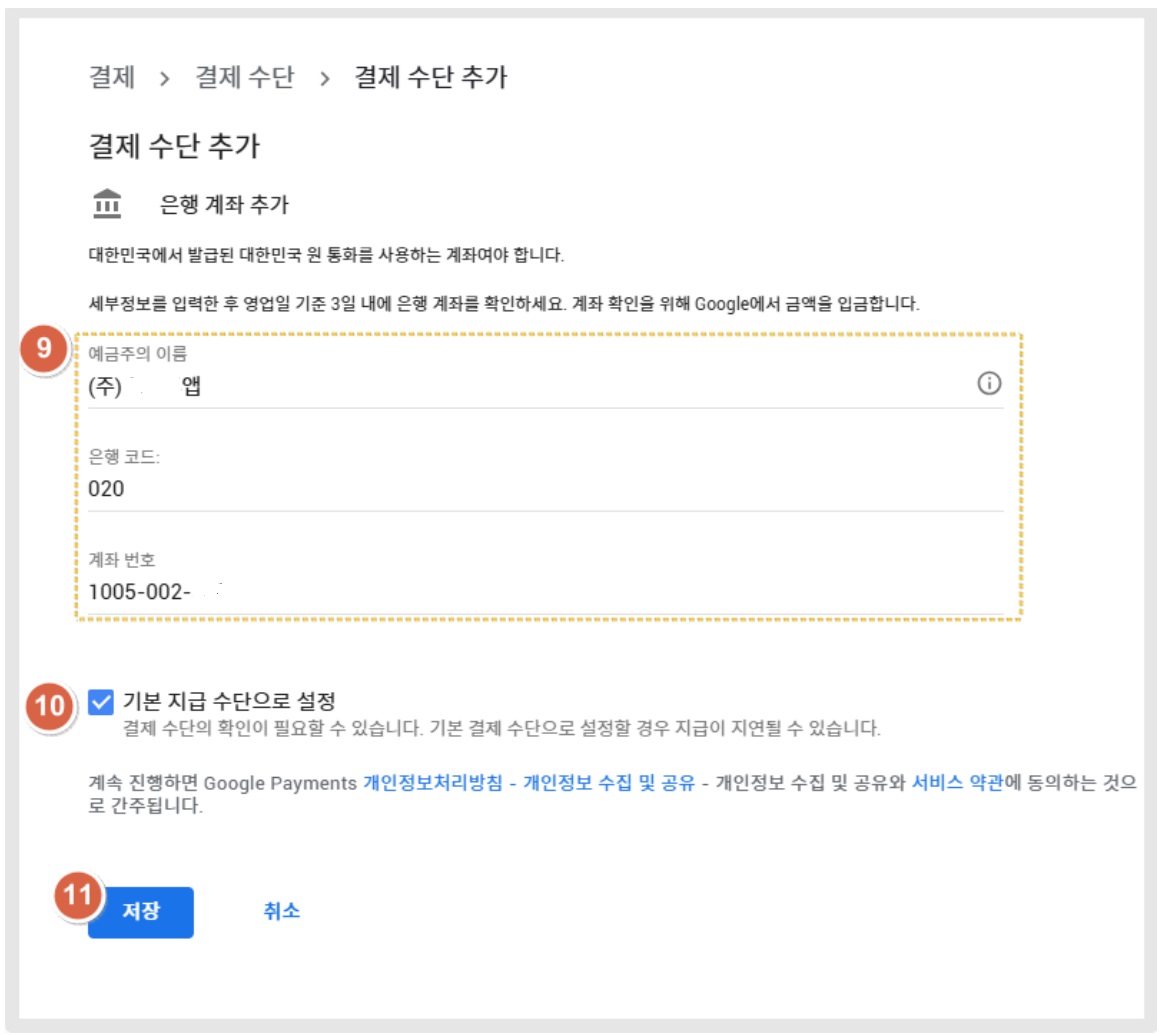 결제 > 결제 수단 > 결제 수단 추가
결제 수단 추가
은행 계좌 추가
대한민국에서 발급된 대한민국 원 통화를 사용하는 계좌여야 합니다.
세부정보를 입력한 후 영업일 기준 3일 내에 은행 계좌를 확인하세요. 계좌 확인을 위해 Google에서 금액을 입금합니다.
9
예금주의 이름
(주) 앱
은행 코드:
020
계좌 번호
1005-002-
10
기본 지급 수단으로 설정
결제 수단의 확인이 필요할 수 있습니다. 기본 결제 수단으로 설정할 경우 지급이 지연될 수 있습니다.
계속 진행하면 Google Payments 개인정보처리방침 - 개인정보 수집 및 공유 - 개인정보 수집 및 공유와 서비스 약관에 동의하는 것으
로 간주됩니다.
11
저장 취소